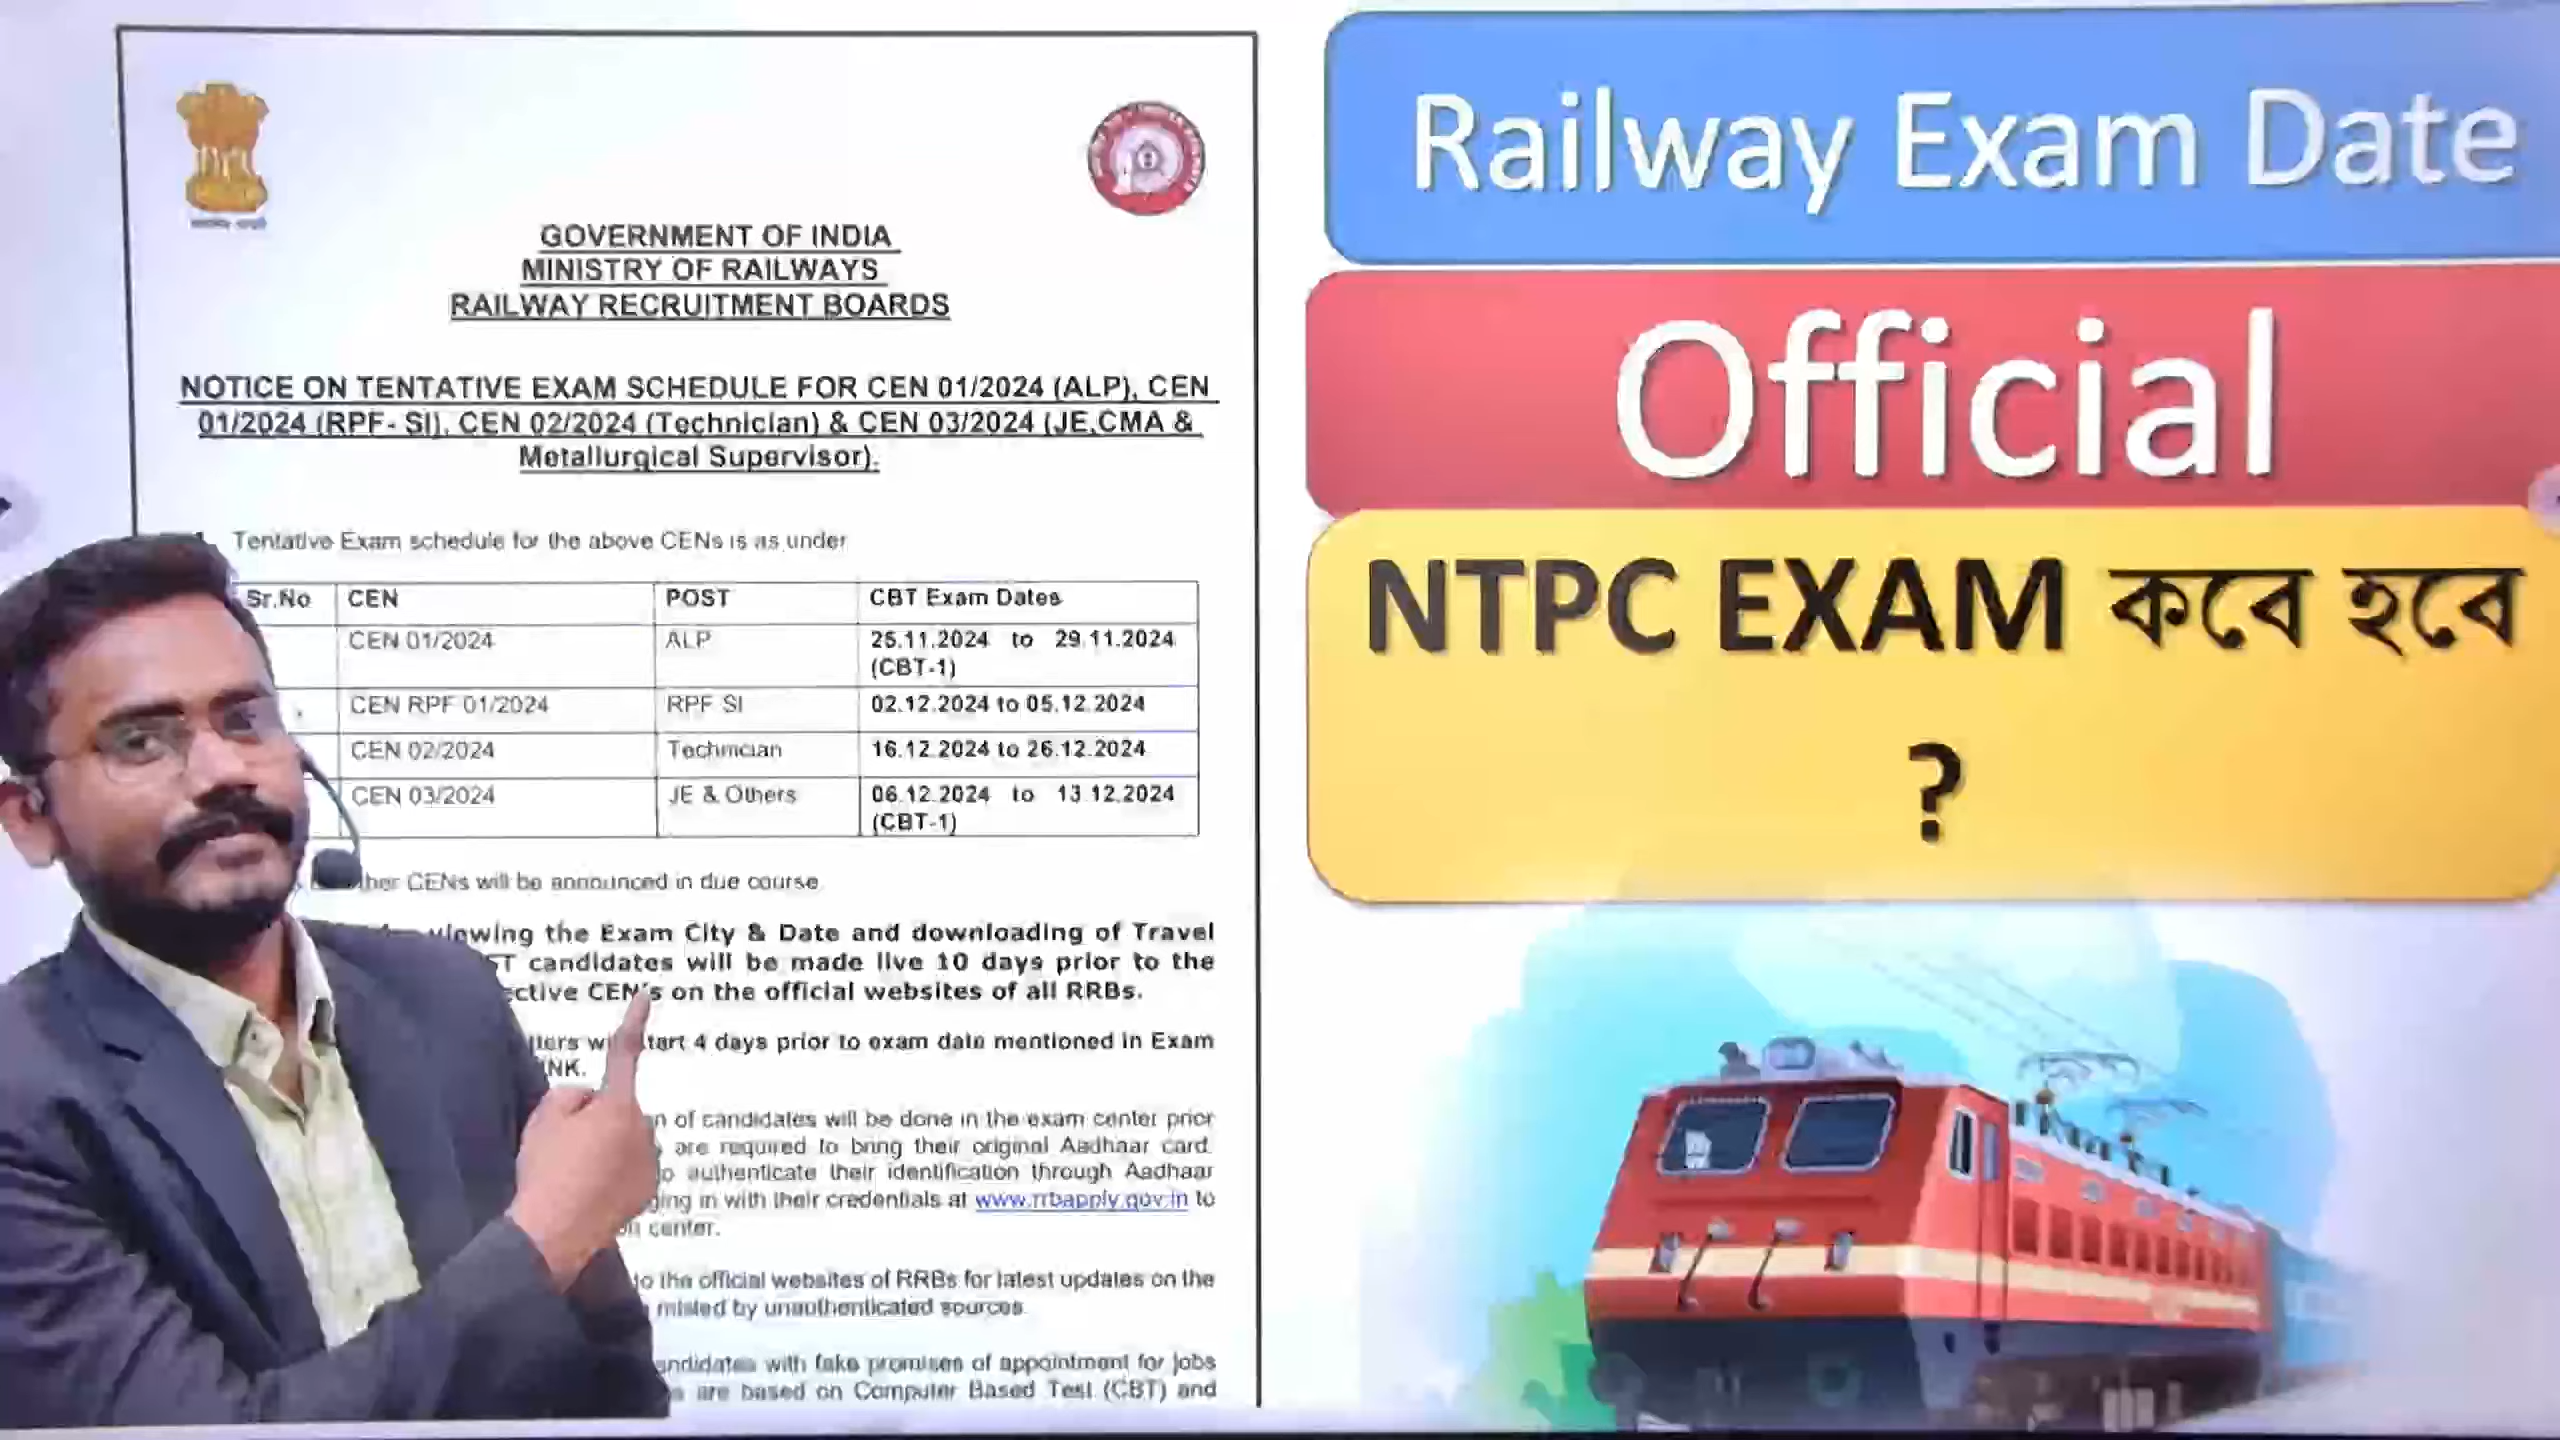 GOVERNMENT OF INDIA
MINISTRY OF RAILWAYS
RAILWAY RECRUITMENT BOARDS
NOTICE ON TENTATIVE EXAM SCHEDULE FOR CEN 01/2024 (ALP), CEN
01/2024 (RPF- SI), CEN 02/2024 (Technician) & CEN 03/2024 (JE,CMA &
Metallurgical Supervisor).
Tentative Exam schedule for the above CENs is as under
Sr.No CEN POST CBT Exam Dates
CEN 01/2024 ALP 25.11.2024 to 29.11.2024
(CBT-1)
CEN RPF 01/2024 RPF SI 02.12.2024 to 05.12.2024
CEN 02/2024 Technician 16.12.2024 to 26.12.2024
CEN 03/2024 JE & Others 06.12.2024 to 13.12.2024
(CBT-1)
CENs will be announced in due course
viewing the Exam City & Date and downloading of Travel
candidates will be made live 10 days prior to the
CEN's on the official websites of all RRBs.
4 days prior to exam date mentioned in Exam
of candidates will be done in the exam center prior
are required to bring their original Aadhaar card.
authenticate their identification through Aadhaar
in with their credentials at www.rrbapply.gov.in to
center.
to the official websites of RRBs for latest updates on the
misled by unauthenticated sources
with fake promises of appointment for jobs
are based on Computer Based Test (CBT) and
Railway Exam Date
Official
NTPC EXAM কবে হবে
?